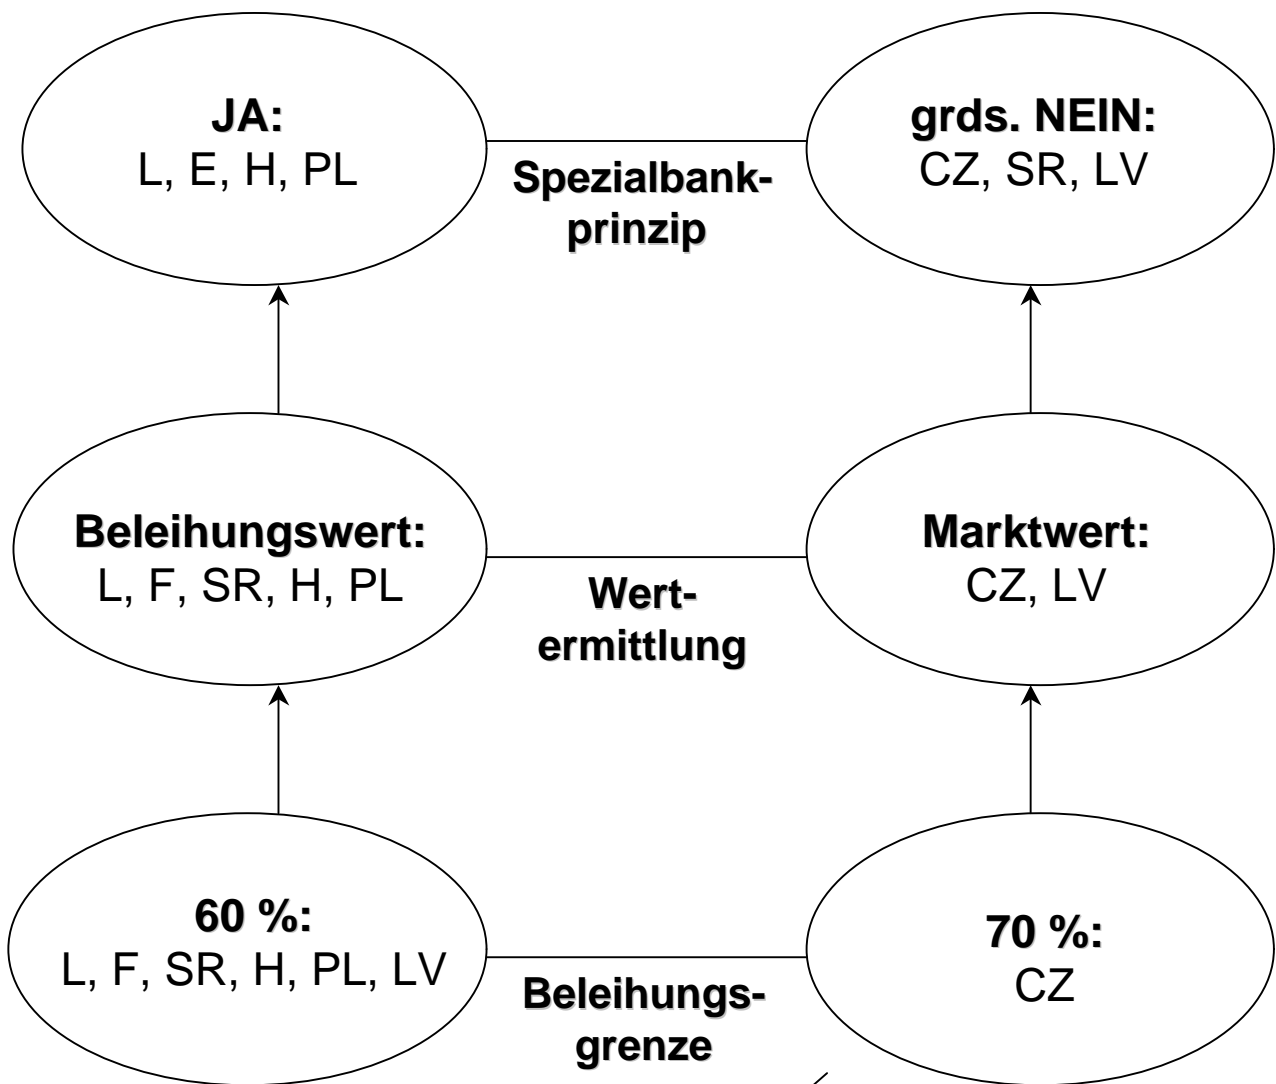 JA:
L, E, H, PL
Spezialbank-
prinzip
grds. NEIN:
CZ, SR, LV
Beleihungswert:
L, F, SR, H, PL
Wert-
ermittlung
Marktwert:
CZ, LV
60 %:
L, F, SR, H, PL, LV
Beleihungs-
grenze
70 %:
CZ